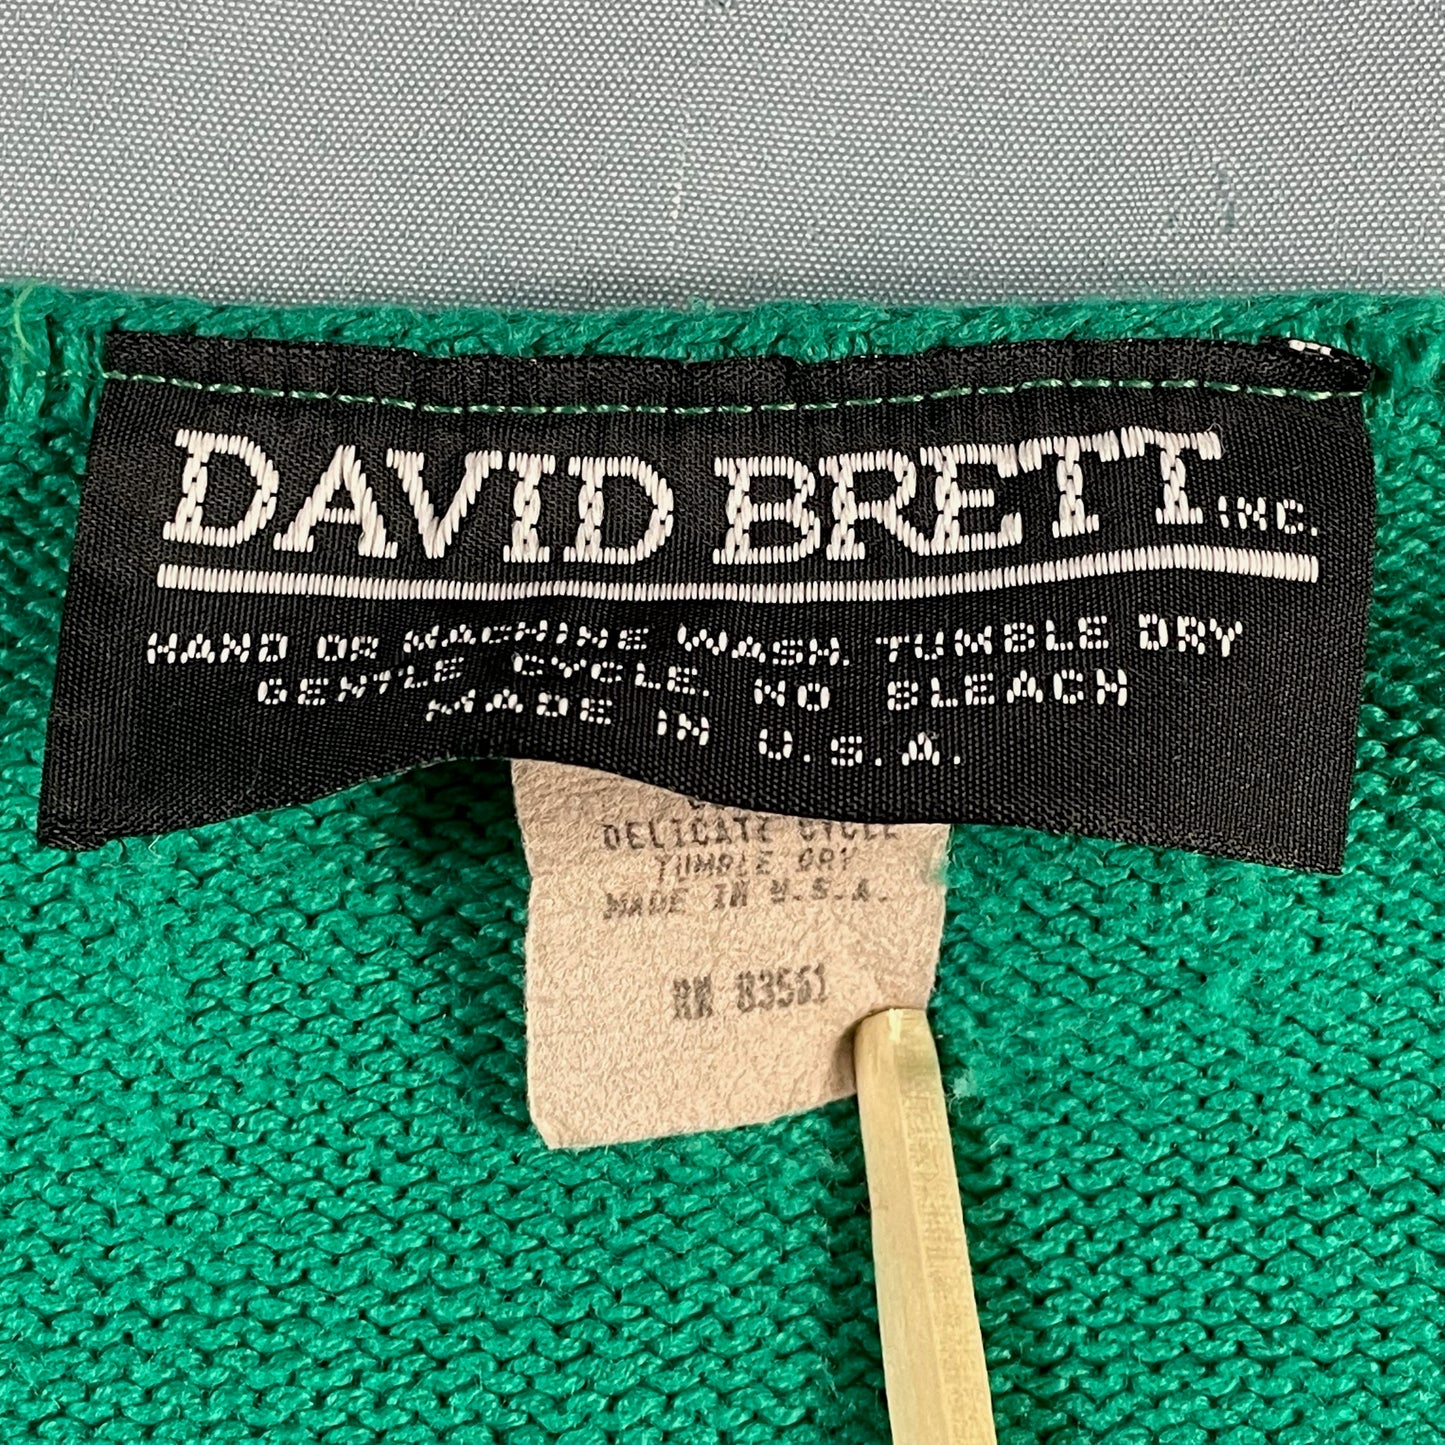 DAVID BRETT INC.
HAND OR MACHINE WASH. TUMBLE DRY
GENTLE CYCLE. NO BLEACH
MADE IN U.S.A.
DELICATE CYCLE
TUMBLE DRY
MADE IN U.S.A.
RN 83561